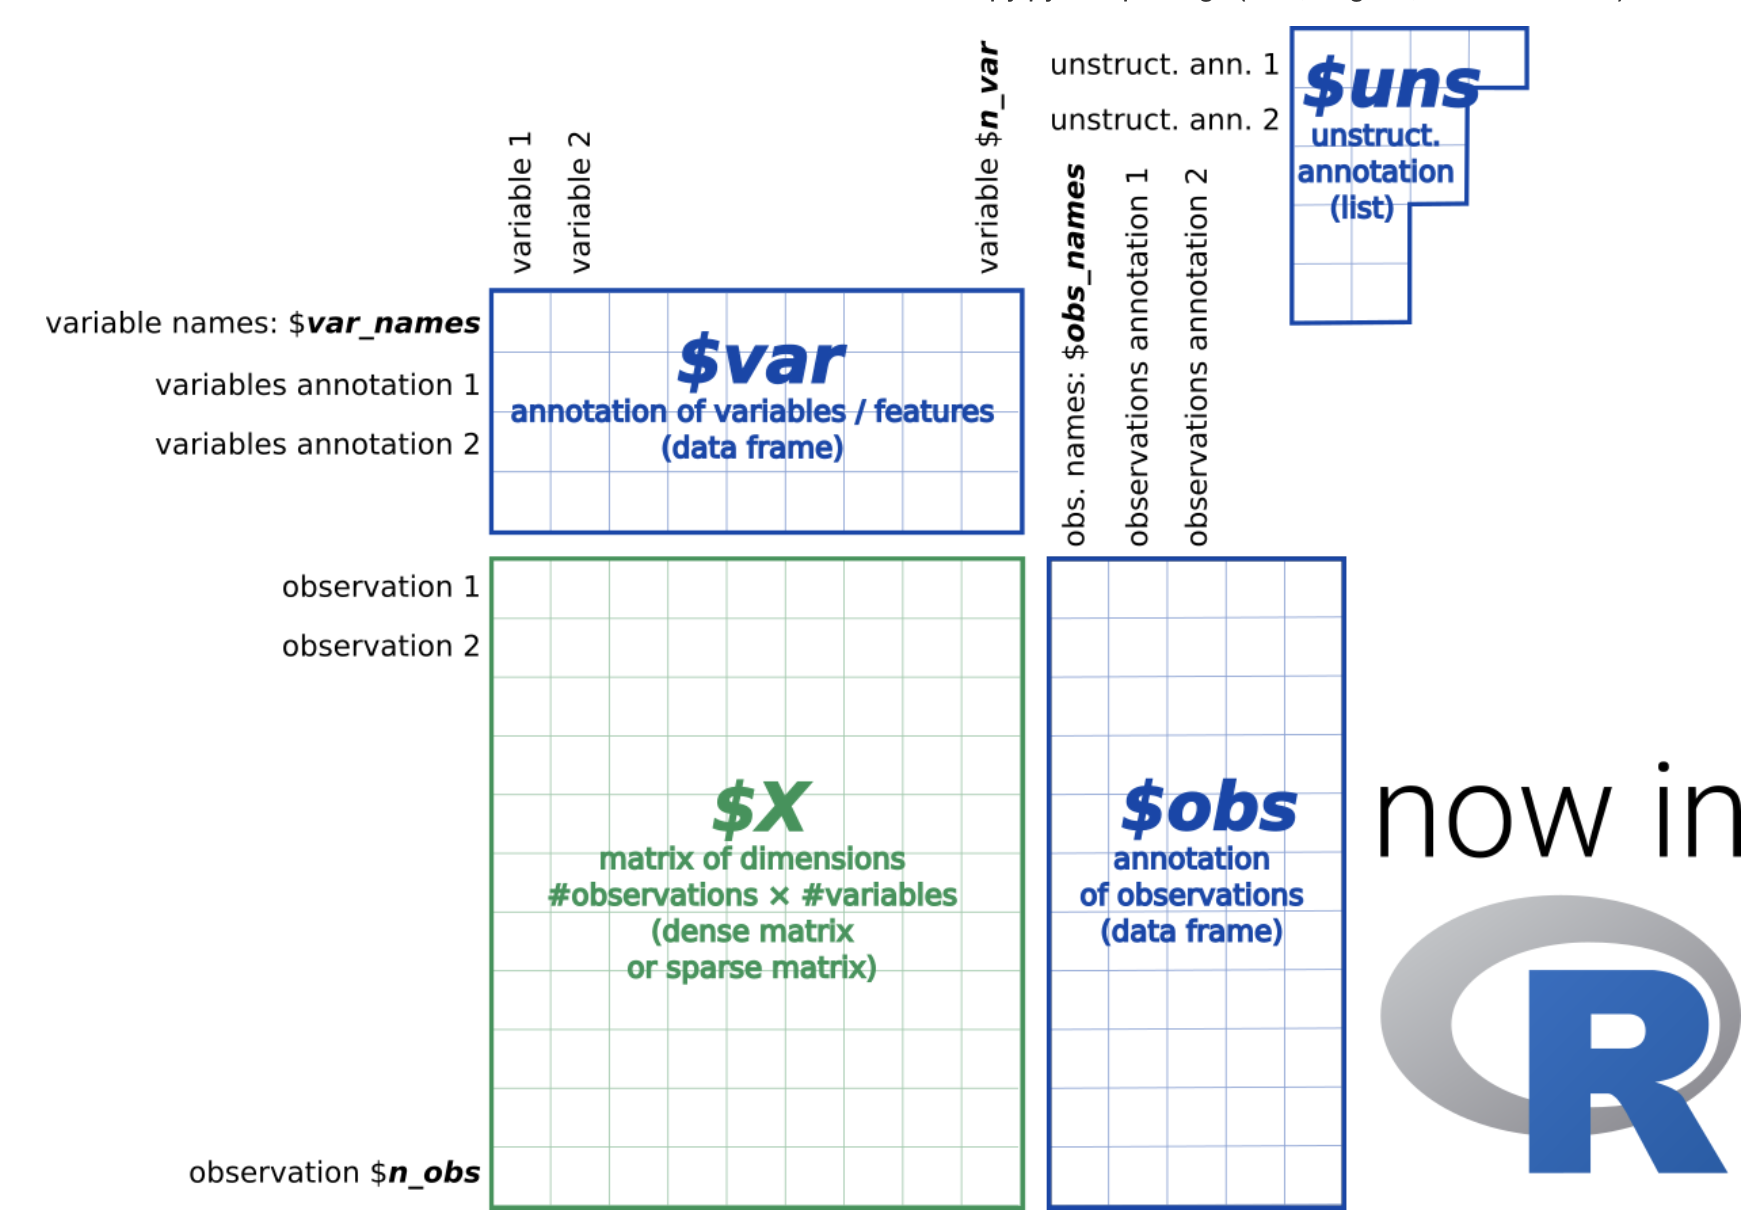 variable 1
variable 2
variable $n_var
unstruct. ann. 1
unstruct. ann. 2
$uns
unstruct.
annotation
(list)
obs. names: $obs_names
observations annotation 1
observations annotation 2
variable names: $var_names
variables annotation 1
variables annotation 2
$var
annotation of variables / features
(data frame)
observation 1
observation 2
observation $n_obs
$X
matrix of dimensions
#observations × #variables
(dense matrix
or sparse matrix)
$obs
annotation
of observations
(data frame)
now in
R